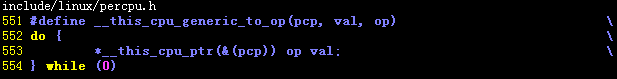 include/linux/percpu.h
551 #define __this_cpu_generic_to_op(pcp, val, op) \
552 do { \
553 *__this_cpu_ptr(&(pcp)) op val; \
554 } while (0)